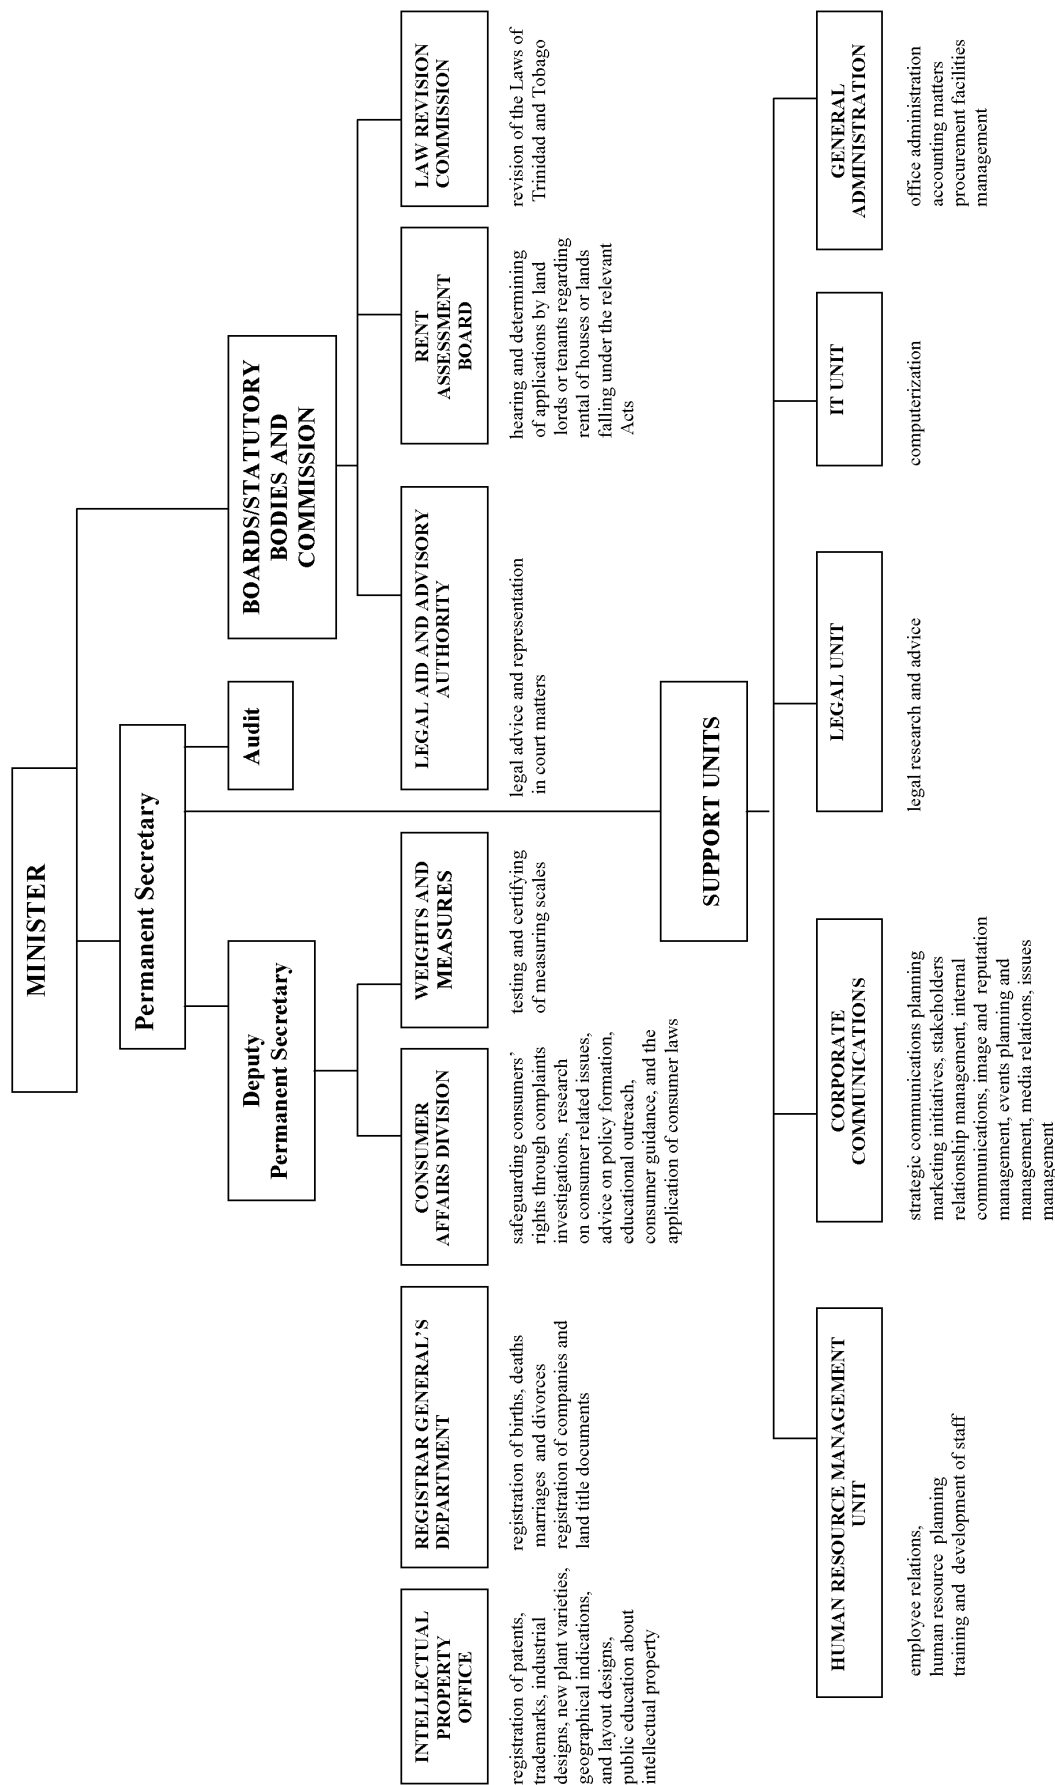 MINISTER
Permanent Secretary
Deputy
Permanent Secretary
Audit
BOARDS/STATUTORY
BODIES AND
COMMISSION
INTELLECTUAL
PROPERTY
OFFICE
registration of patents,
trademarks, industrial
designs, new plant varieties,
geographical indications,
and layout designs,
public education about
intellectual property
REGISTRAR GENERAL'S
DEPARTMENT
registration of births, deaths
marriages and divorces
registration of companies and
land title documents
CONSUMER
AFFAIRS DIVISION
safeguarding consumers'
rights through complaints
investigations, research
on consumer related issues,
advice on policy formation,
educational outreach,
consumer guidance, and the
application of consumer laws
WEIGHTS AND
MEASURES
testing and certifying
of measuring scales
LEGAL AID AND ADVISORY
AUTHORITY
legal advice and representation
in court matters
RENT
ASSESSMENT
BOARD
hearing and determining
of applications by land
lords or tenants regarding
rental of houses or lands
falling under the relevant
Acts
LAW REVISION
COMMISSION
revision of the Laws of
Trinidad and Tobago
SUPPORT UNITS
HUMAN RESOURCE MANAGEMENT
UNIT
employee relations,
human resource planning
training and development of staff
CORPORATE
COMMUNICATIONS
strategic communications planning
marketing initiatives, stakeholders
relationship management, internal
communications, image and reputation
management, events planning and
management, media relations, issues
management
LEGAL UNIT
legal research and advice
IT UNIT
computerization
GENERAL
ADMINISTRATION
office administration
accounting matters
procurement facilities
management